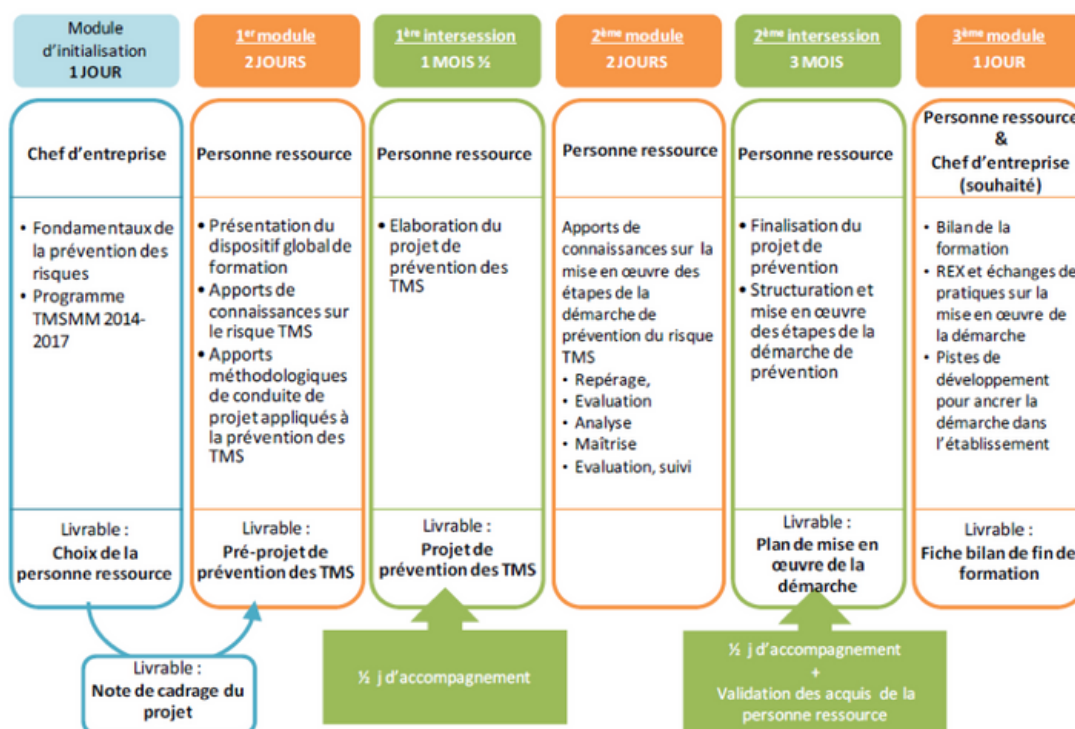 Module
d'initialisation
1 JOUR
1er module
2 JOURS
1ère intersession
1 MOIS ½
2ème module
2 JOURS
2ème intersession
3 MOIS
3ème module
1 JOUR
Chef d'entreprise
Personne ressource
Personne ressource
Personne ressource
Personne ressource
Personne ressource
&
Chef d'entreprise
(souhaité)
• Fondamentaux de
la prévention des
risques
• Programme
TMSMM 2014-
2017
• Présentation du
dispositif global de
formation
• Apports de
connaissances sur
le risque TMS
• Apports
méthodologiques
de conduite de
projet appliqués à
la prévention des
TMS
• Elaboration du
projet de
prévention des
TMS
Apports de
connaissances sur la
mise en œuvre des
étapes de la
démarche de
prévention du risque
TMS
• Repérage,
• Evaluation
• Analyse
• Maîtrise
• Evaluation, suivi
• Finalisation du
projet de
prévention
• Structuration et
mise en œuvre
des étapes de la
démarche de
prévention
• Bilan de la
formation
• REX et échanges de
pratiques sur la
mise en œuvre de
la démarche
• Pistes de
développement
pour ancrer la
démarche dans
l'établissement
Livrable :
Choix de la
personne ressource
Livrable :
Pré-projet de
prévention des TMS
Livrable :
Projet de
prévention des TMS
Livrable :
Plan de mise en
œuvre de la
démarche
Livrable :
Fiche bilan de fin de
formation
Livrable :
Note de cadrage du
projet
½ j d'accompagnement
½ j d'accompagnement
+
Validation des acquis de la
personne ressource